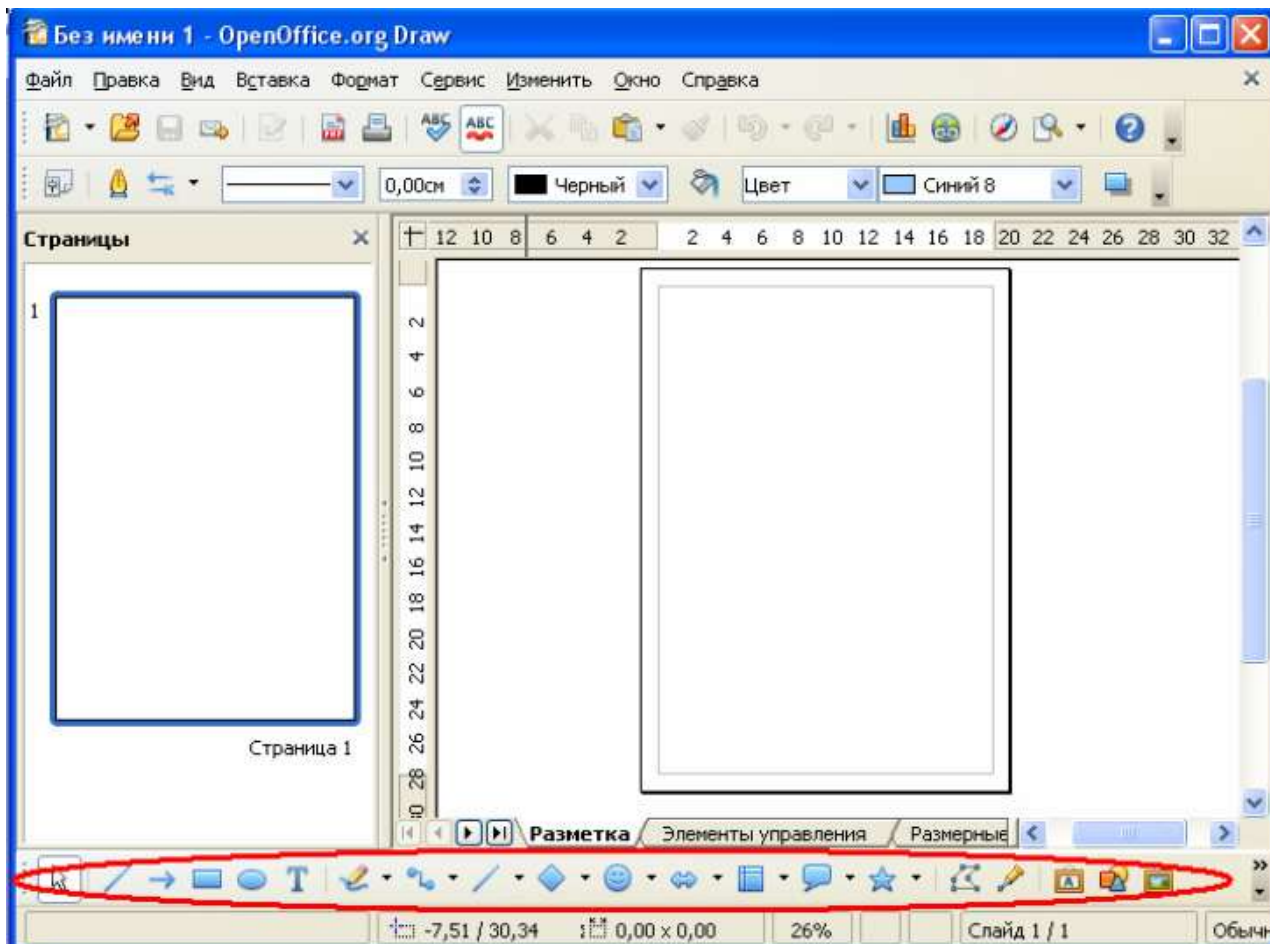 Без имени 1 - OpenOffice.org Draw
Файл Правка Вид Вставка Формат Сервис Изменить Окно Справка
ABC ABC
0,00см Черный Цвет Синий 8
Страницы
12 10 8 6 4 2 2 4 6 8 10 12 14 16 18 20 22 24 26 28 30 32
1
2
4
6
8
10
12
14
16
18
20
22
24
26
28
Страница 1
Разметка Элементы управления Размерные
T
-7,51 / 30,34 0,00 x 0,00 26% Слайд 1 / 1 Обычн